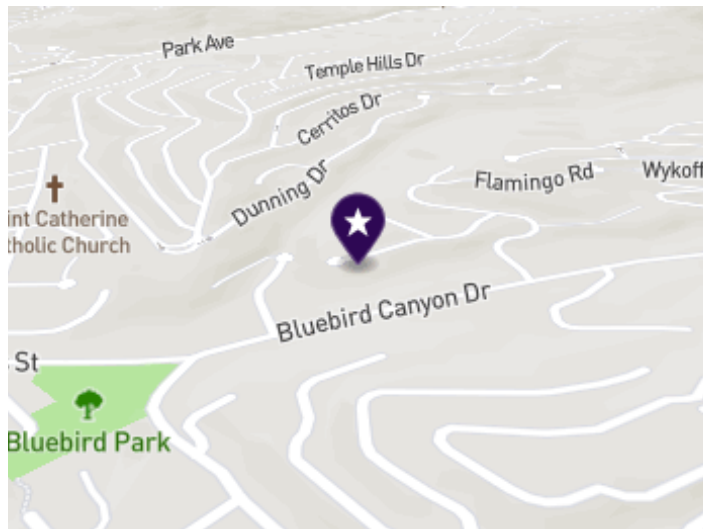 Park Ave
Temple Hills Dr
Cerritos Dr
Dunning Dr
Flamingo Rd
Wykoff
int Catherine
tholic Church
Bluebird Canyon Dr
St
Bluebird Park